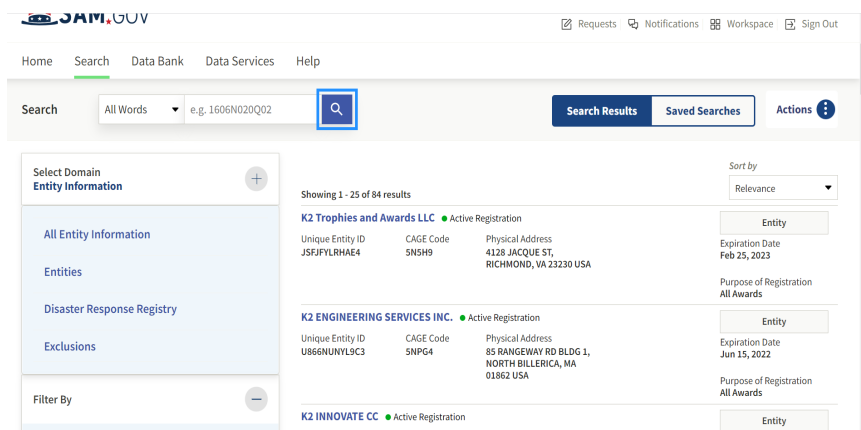 SAM.GOV
Requests Notifications Workspace Sign Out
Home Search Data Bank Data Services Help
Search All Words e.g. 1606N020Q02 Search Results Saved Searches Actions
Select Domain
Entity Information
All Entity Information
Entities
Disaster Response Registry
Exclusions
Filter By
Sort by
Relevance
Showing 1 - 25 of 84 results
K2 Trophies and Awards LLC Active Registration
Entity
Unique Entity ID CAGE Code Physical Address
JSFJFYLRHAE4 5N5H9 4128 JACQUE ST,
RICHMOND, VA 23230 USA
Expiration Date
Feb 25, 2023
Purpose of Registration
All Awards
K2 ENGINEERING SERVICES INC. Active Registration
Entity
Unique Entity ID CAGE Code Physical Address
U866NUNYL9C3 5NPG4 85 RANGEWAY RD BLDG 1,
NORTH BILLERICA, MA
01862 USA
Expiration Date
Jun 15, 2022
Purpose of Registration
All Awards
K2 INNOVATE CC Active Registration
Entity